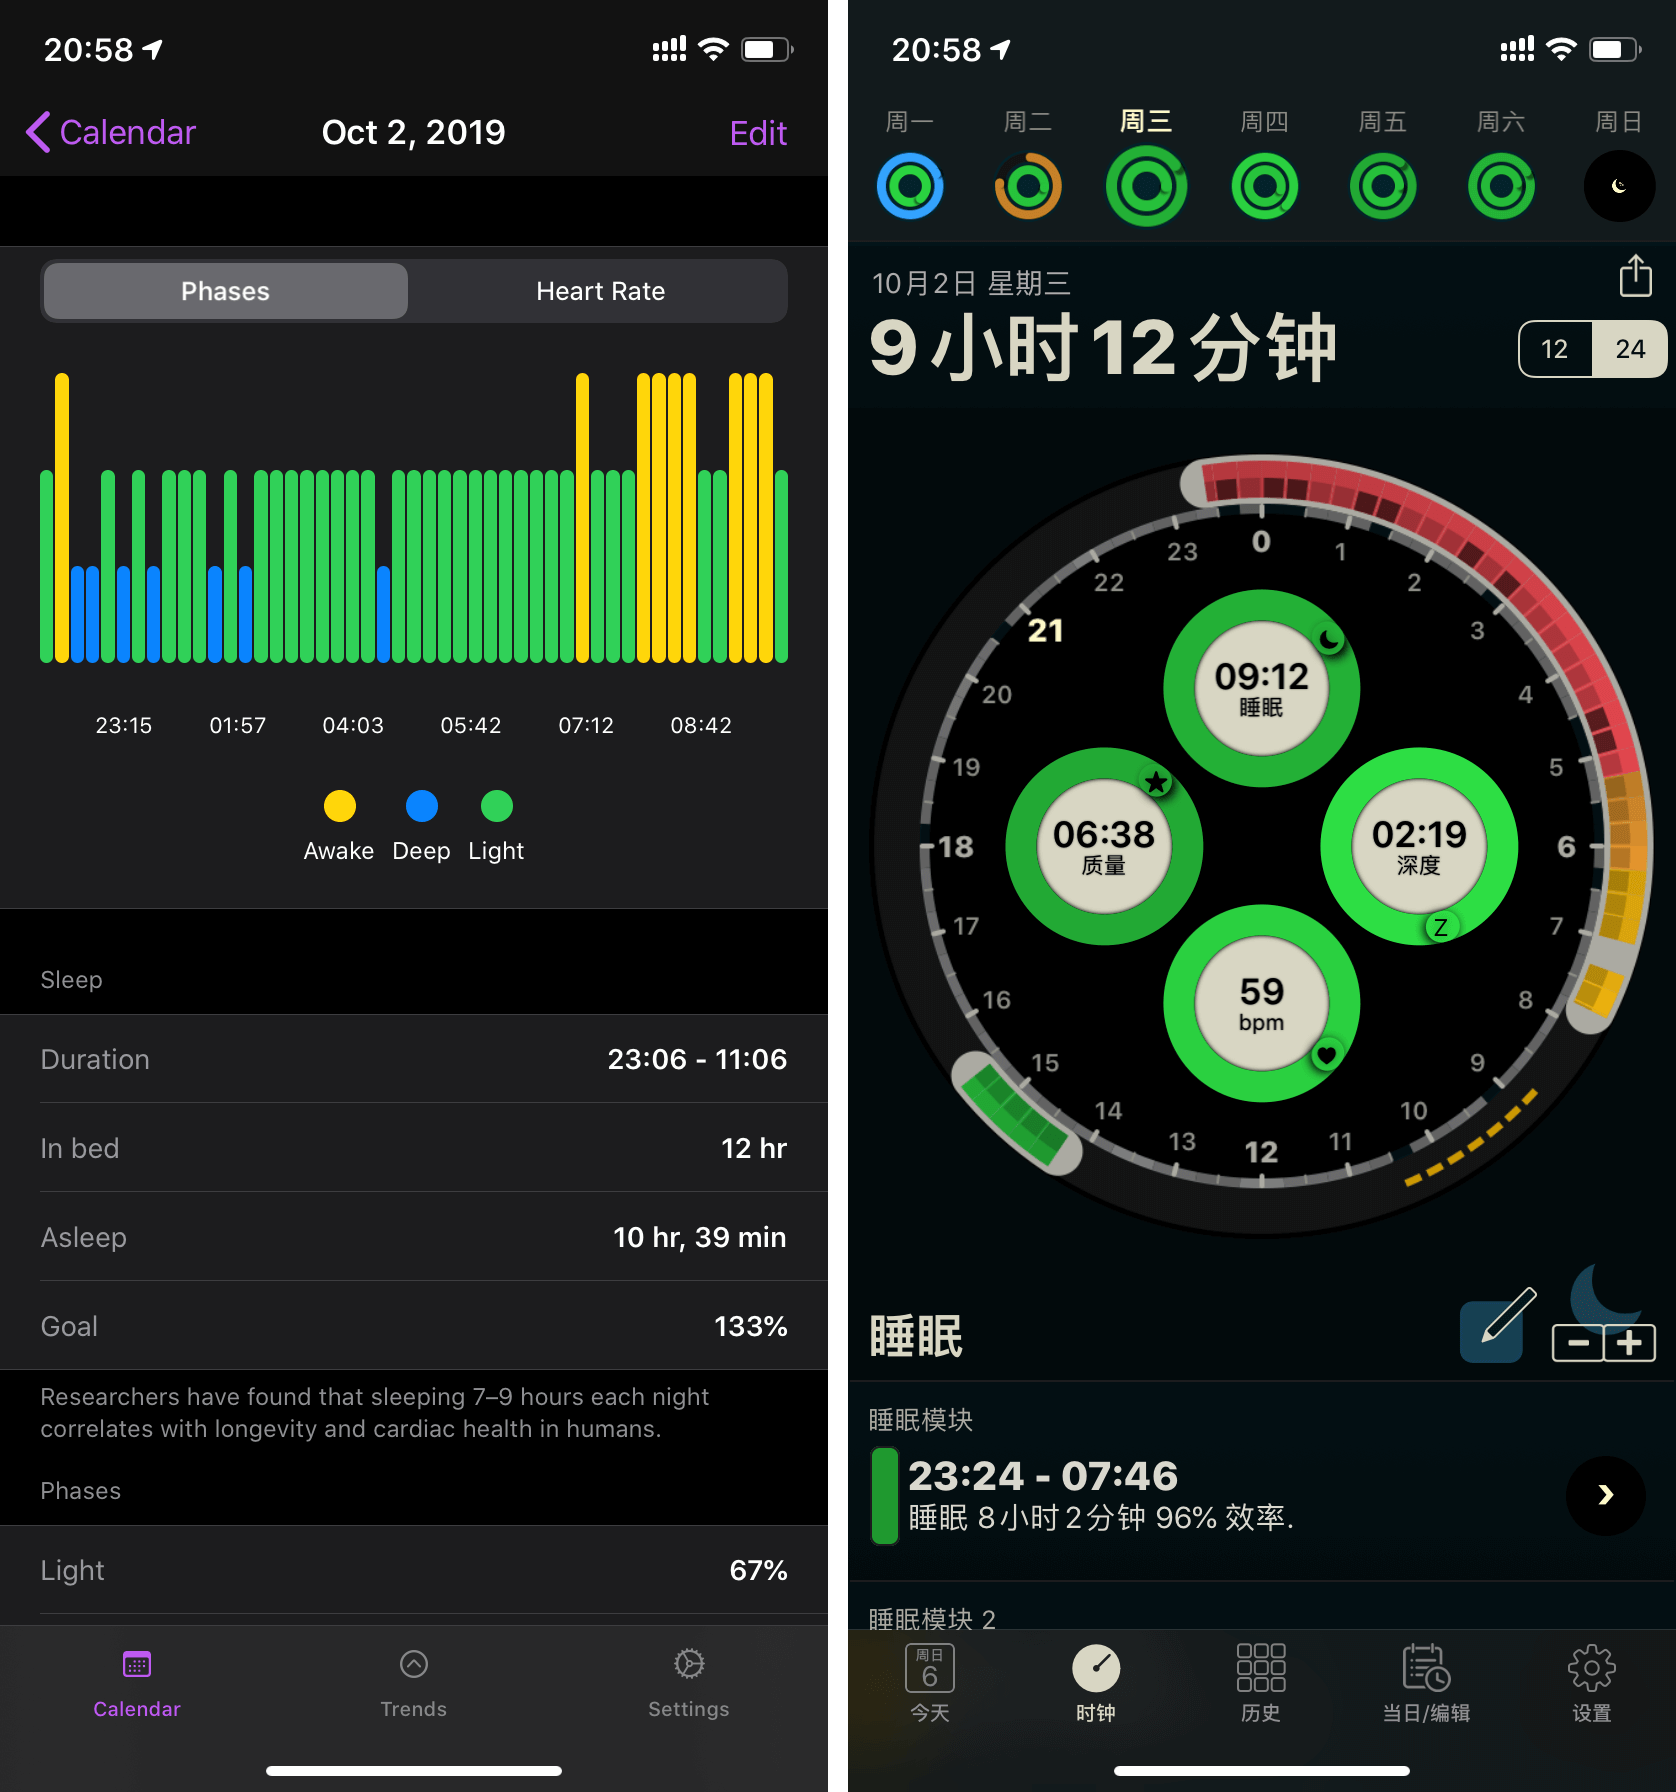 20:58
Calendar
Oct 2, 2019
Edit
Phases
Heart Rate
23:15 01:57 04:03 05:42 07:12 08:42
Awake Deep Light
Sleep
Duration
23:06 - 11:06
In bed
12 hr
Asleep
10 hr, 39 min
Goal
133%
Researchers have found that sleeping 7–9 hours each night
correlates with longevity and cardiac health in humans.
Phases
Light
67%
Calendar
Trends
Settings
20:58
周一 周二 周三 周四 周五 周六 周日
10月2日 星期三
9小时12分钟
12 24
0
1
2
3
4
5
6
7
8
9
10
11
12
13
14
15
16
17
18
19
20
21
22
23
09:12
睡眠
06:38
质量
02:19
深度
Z
59
bpm
睡眠
睡眠模块
23:24 - 07:46
睡眠 8小时2分钟 96% 效率.
睡眠模块 2
周日
6
今天
时钟
历史
当日/编辑
设置